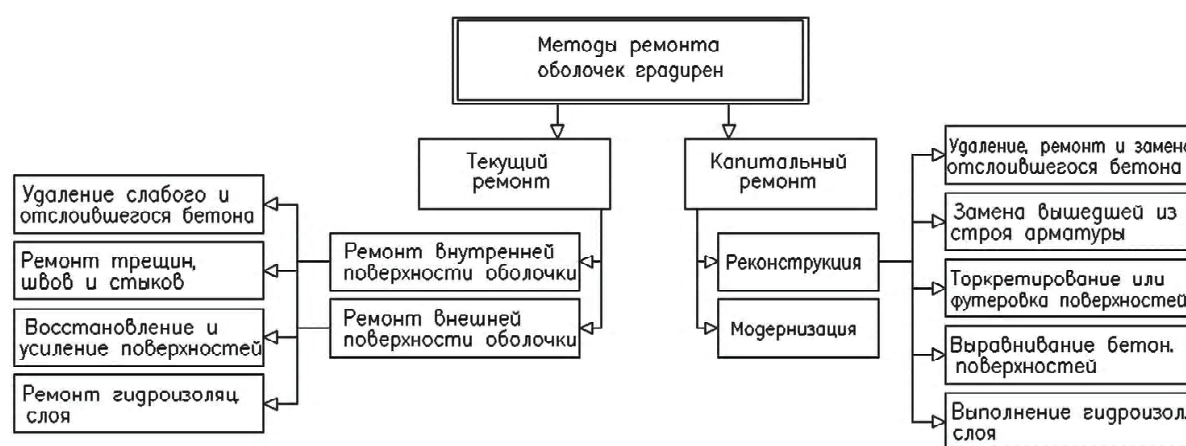 Методы ремонта
оболочек градирен
Текущий
ремонт
Капитальный
ремонт
Удаление слабого и
отслоившегося бетона
Ремонт трещин,
швов и стыков
Восстановление и
усиление поверхностей
Ремонт гидроизоляц
слоя
Ремонт внутренней
поверхности оболочки
Ремонт внешней
поверхности оболочки
Реконструкция
Модернизация
Удаление, ремонт и замена
отслоившегося бетона
Замена вышедшей из
строя арматуры
Торкретирование или
футеровка поверхностей
Выравнивание бетон.
поверхностей
Выполнение гидроизол.
слоя